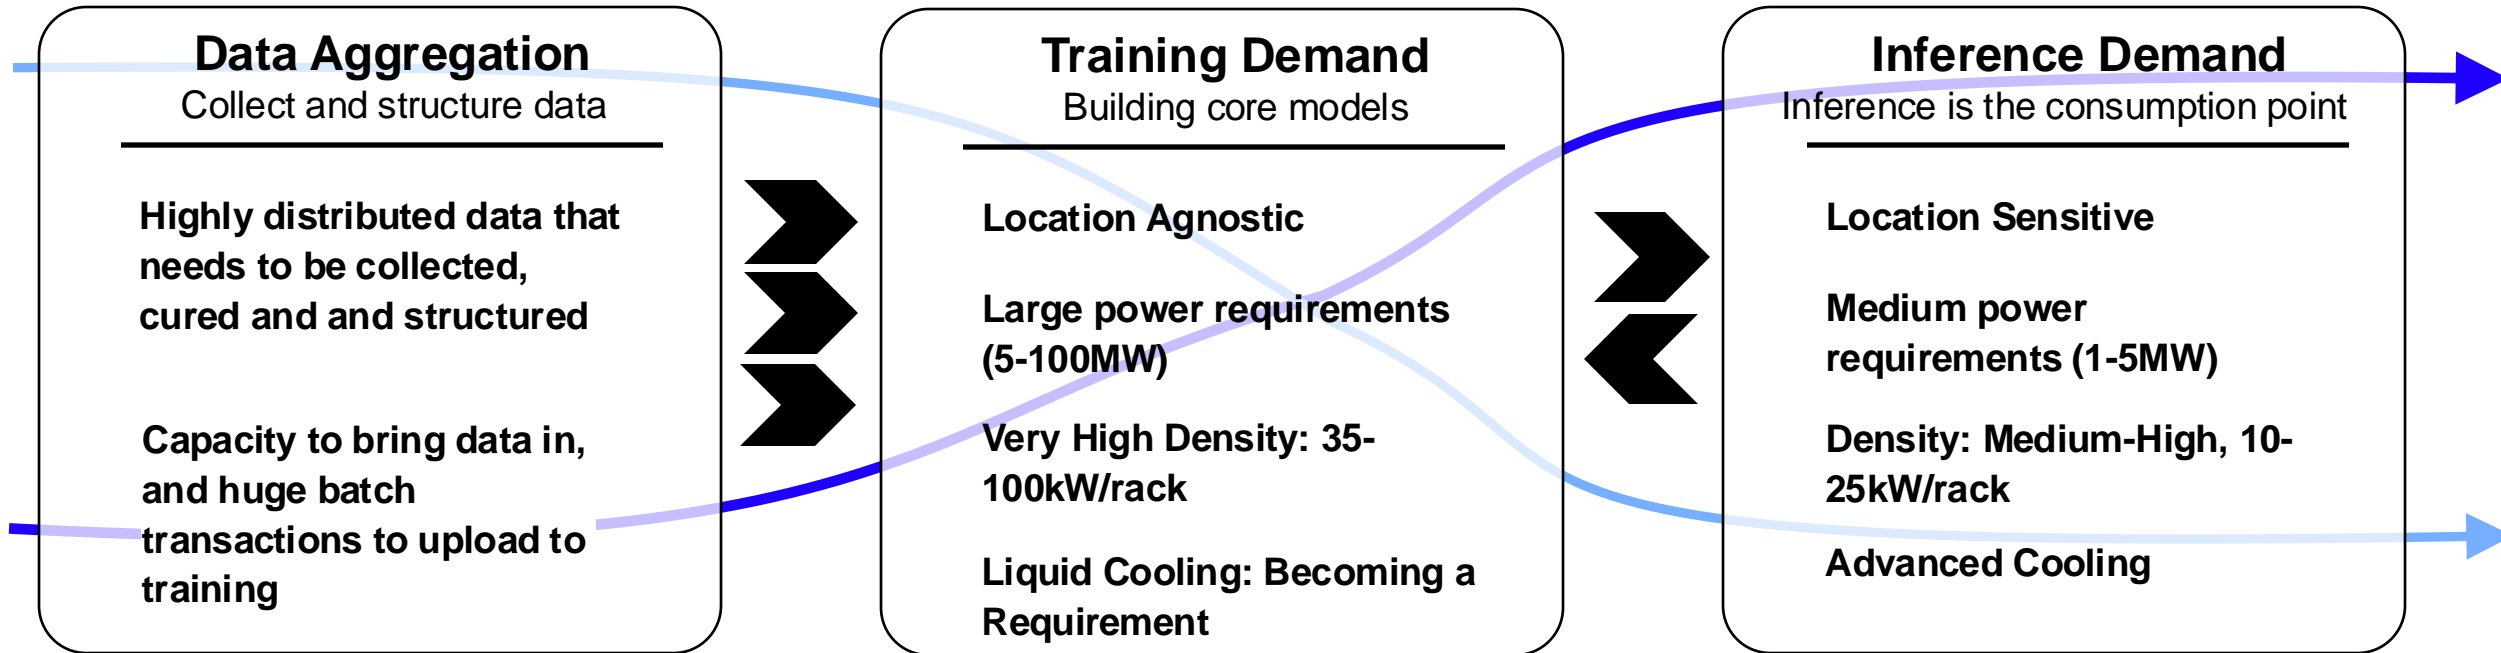 Data Aggregation
Collect and structure data
Highly distributed data that
needs to be collected,
cured and and structured
Capacity to bring data in,
and huge batch
transactions to upload to
training
Training Demand
Building core models
Location Agnostic
Large power requirements
(5-100MW)
Very High Density: 35-
100kW/rack
Liquid Cooling: Becoming a
Requirement
Inference Demand
Inference is the consumption point
Location Sensitive
Medium power
requirements (1-5MW)
Density: Medium-High, 10-
25kW/rack
Advanced Cooling